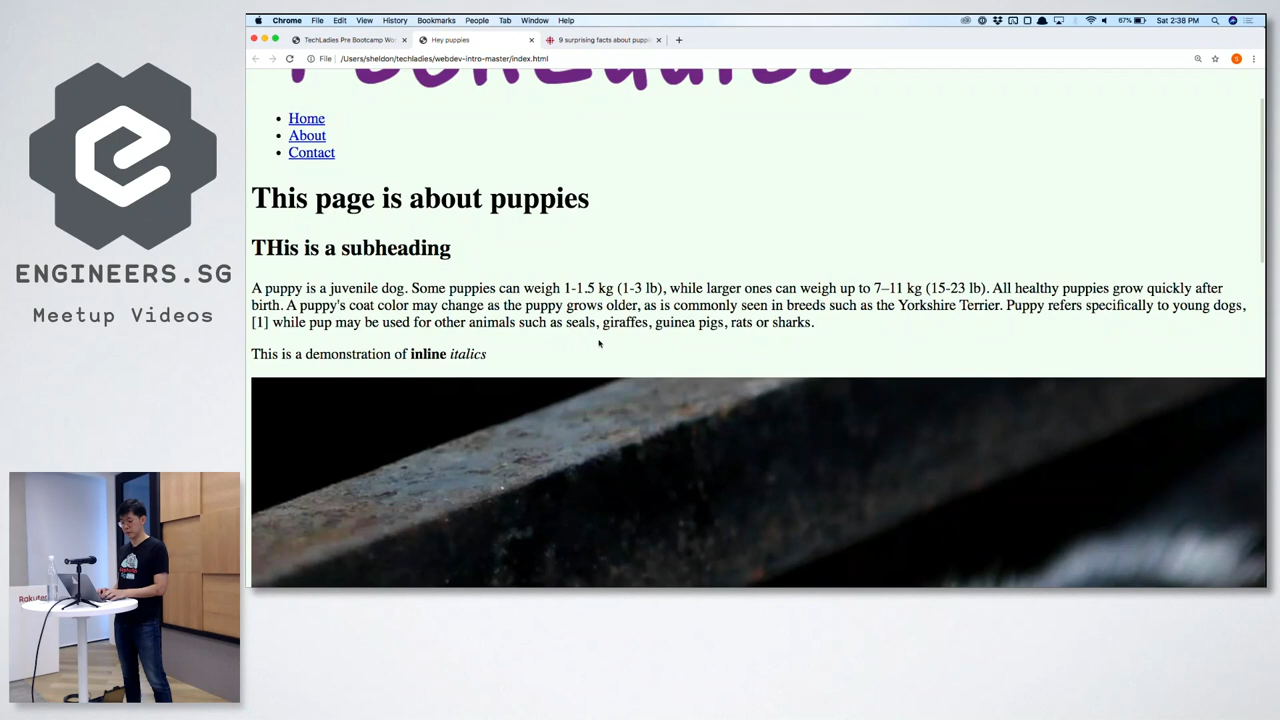 Chrome File Edit View History Bookmarks People Tab Window Help 67% Sat 2:38 PM
TechLadies Pre Bootcamp Wor Hey puppies 9 surprising facts about puppi
File /Users/sheldon/techladies/webdev-intro-master/index.html
TechLadies
Home
About
Contact
This page is about puppies
THis is a subheading
A puppy is a juvenile dog. Some puppies can weigh 1-1.5 kg (1-3 lb), while larger ones can weigh up to 7–11 kg (15-23 lb). All healthy puppies grow quickly after
birth. A puppy's coat color may change as the puppy grows older, as is commonly seen in breeds such as the Yorkshire Terrier. Puppy refers specifically to young dogs,
[1] while pup may be used for other animals such as seals, giraffes, guinea pigs, rats or sharks.
This is a demonstration of inline italics
ENGINEERS.SG
Meetup Videos
Rakuten